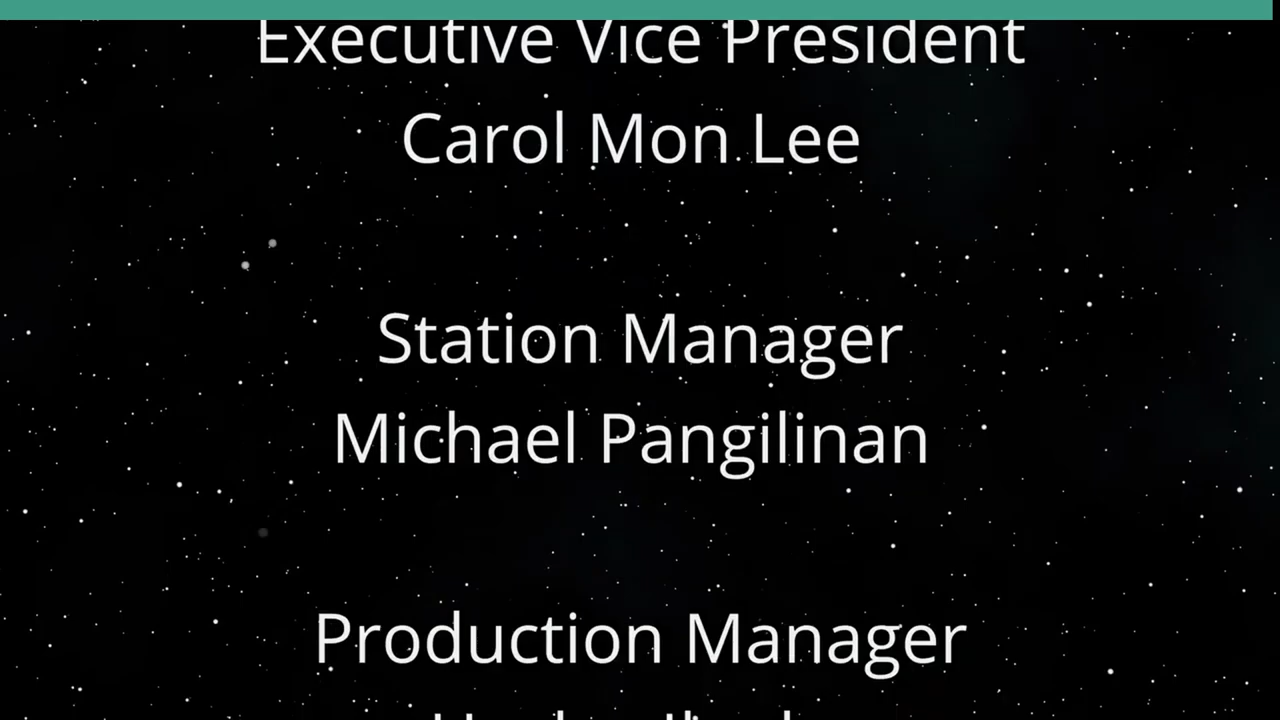 Executive Vice President
Carol Mon Lee
Station Manager
Michael Pangilinan
Production Manager